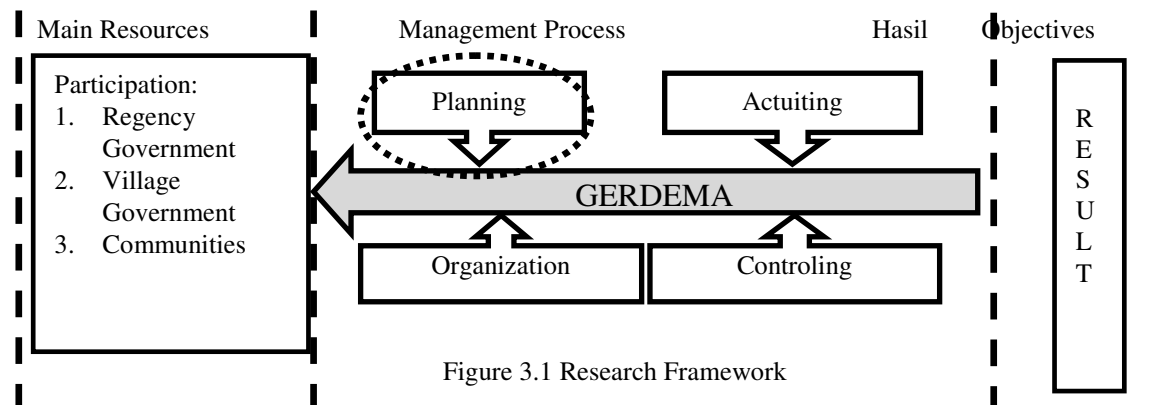 Main Resources
Management Process
Hasil
Objectives
Participation:
1. Regency
Government
2. Village
Government
3. Communities
Planning
Actuiting
GERDEMA
Organization
Controling
R
E
S
U
L
T
Figure 3.1 Research Framework